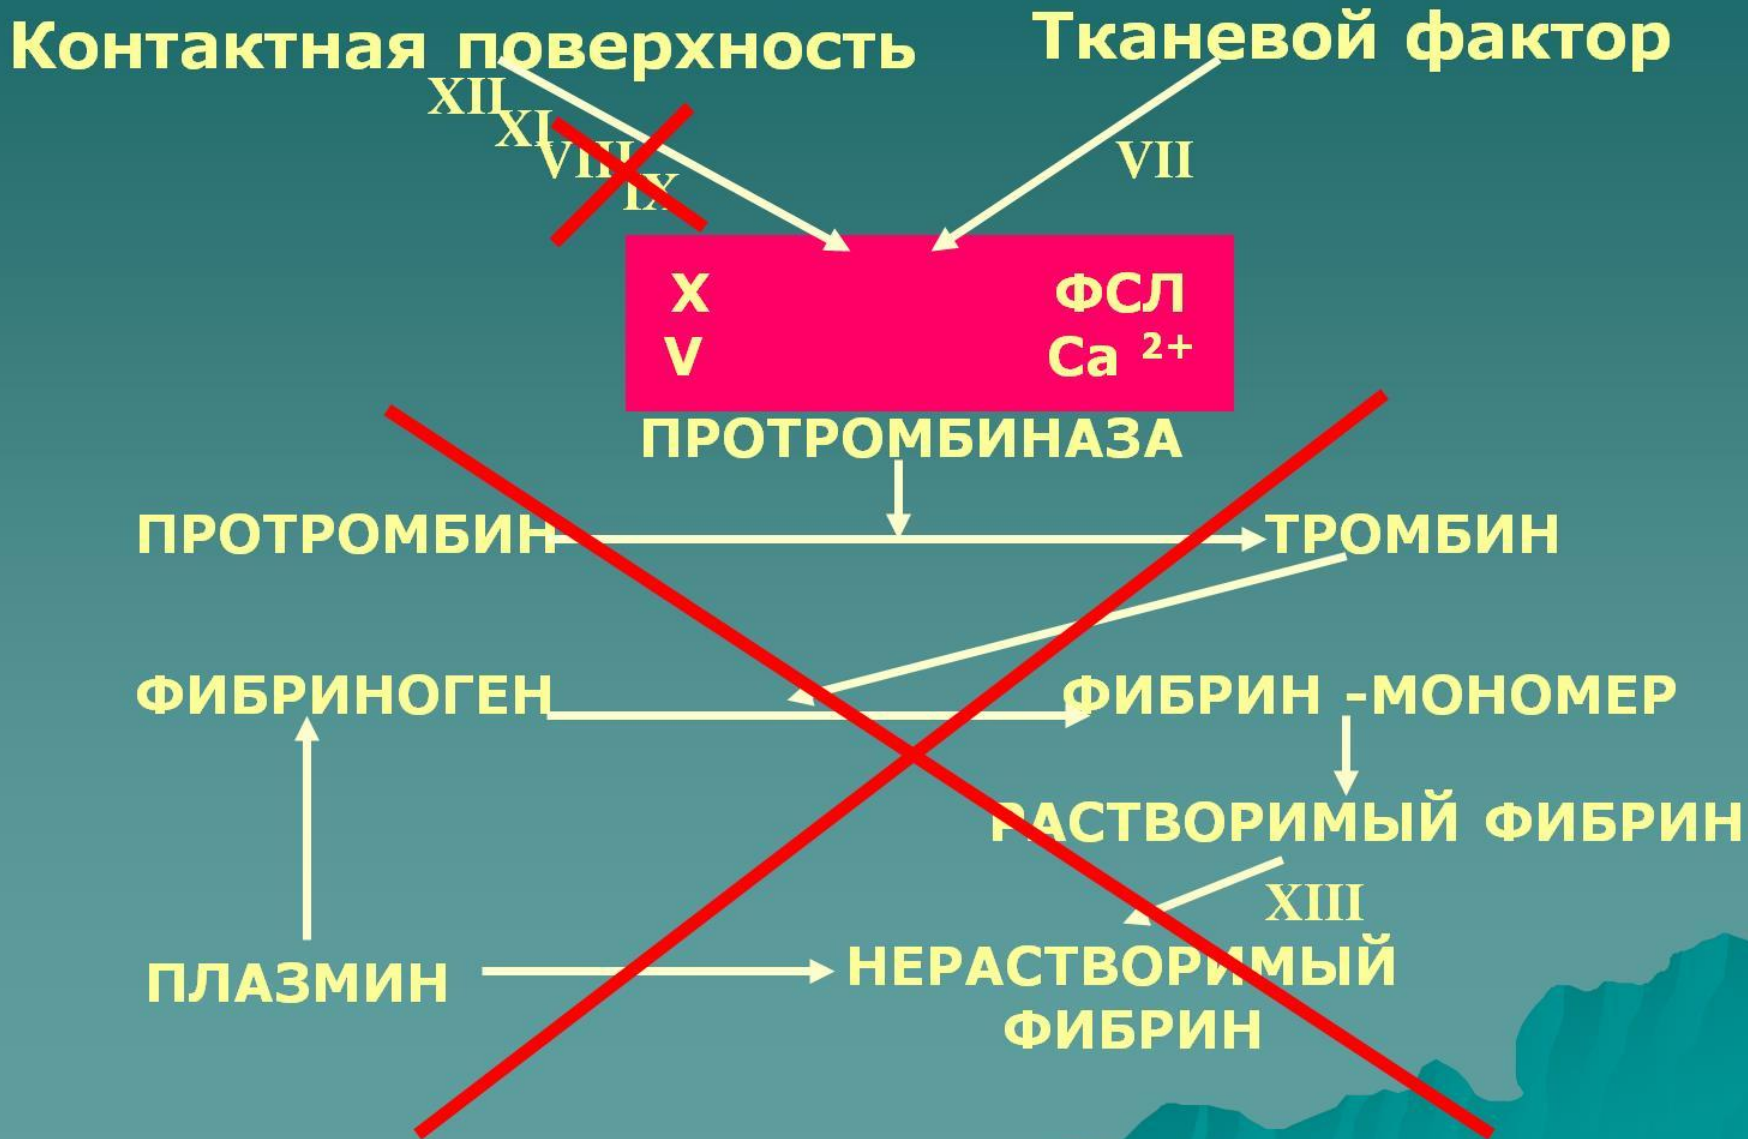 Контактная поверхность
Тканевой фактор
XII
XI
VIII
IX
VII
X
ФСЛ
V
Ca 2+
ПРОТРОМБИНАЗА
ПРОТРОМБИН
ТРОМБИН
ФИБРИНОГЕН
ФИБРИН -МОНОМЕР
РАСТВОРИМЫЙ ФИБРИН
XIII
ПЛАЗМИН
НЕРАСТВОРИМЫЙ
ФИБРИН